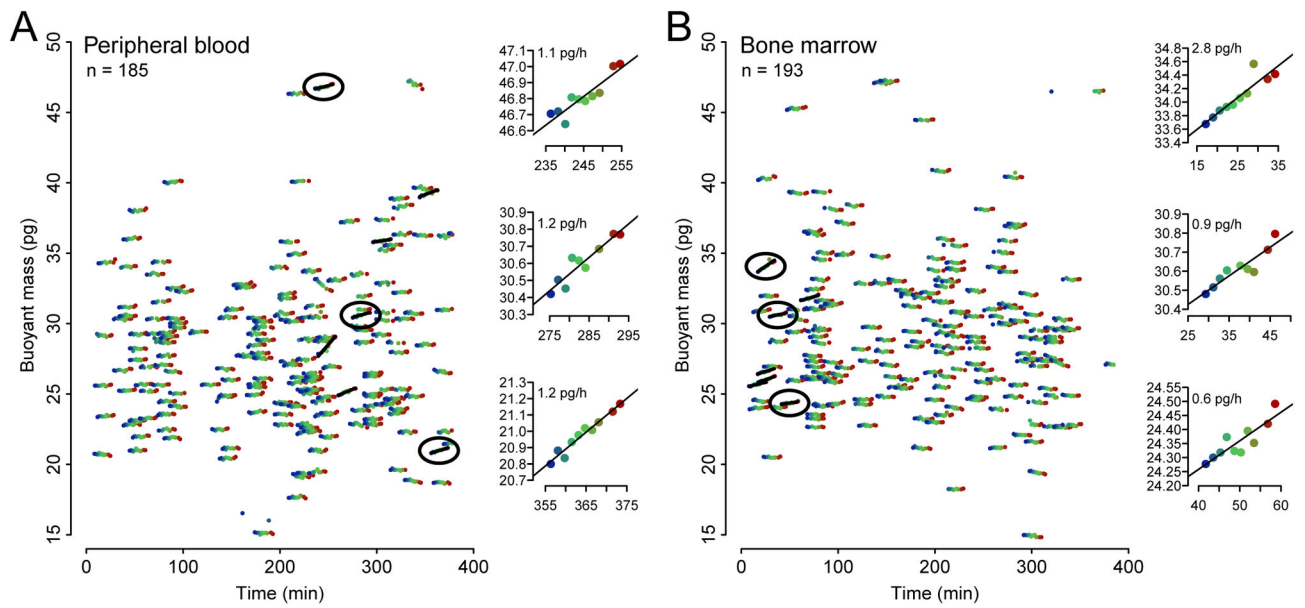 A
Peripheral blood
n = 185
Buoyant mass (pg)
50
45
40
35
30
25
20
15
0 100 200 300 400
Time (min)
1.1 pg/h
47.1
47.0
46.9
46.8
46.7
46.6
235 245 255
1.2 pg/h
30.9
30.8
30.7
30.6
30.5
30.4
30.3
275 285 295
1.2 pg/h
21.3
21.2
21.1
21.0
20.9
20.8
20.7
355 365 375
B
Bone marrow
n = 193
Buoyant mass (pg)
50
45
40
35
30
25
20
15
0 100 200 300 400
Time (min)
2.8 pg/h
34.8
34.6
34.4
34.2
34.0
33.8
33.6
33.4
15 25 35
0.9 pg/h
30.9
30.8
30.7
30.6
30.5
30.4
25 35 45
0.6 pg/h
24.55
24.50
24.45
24.40
24.35
24.30
24.25
24.20
40 50 60